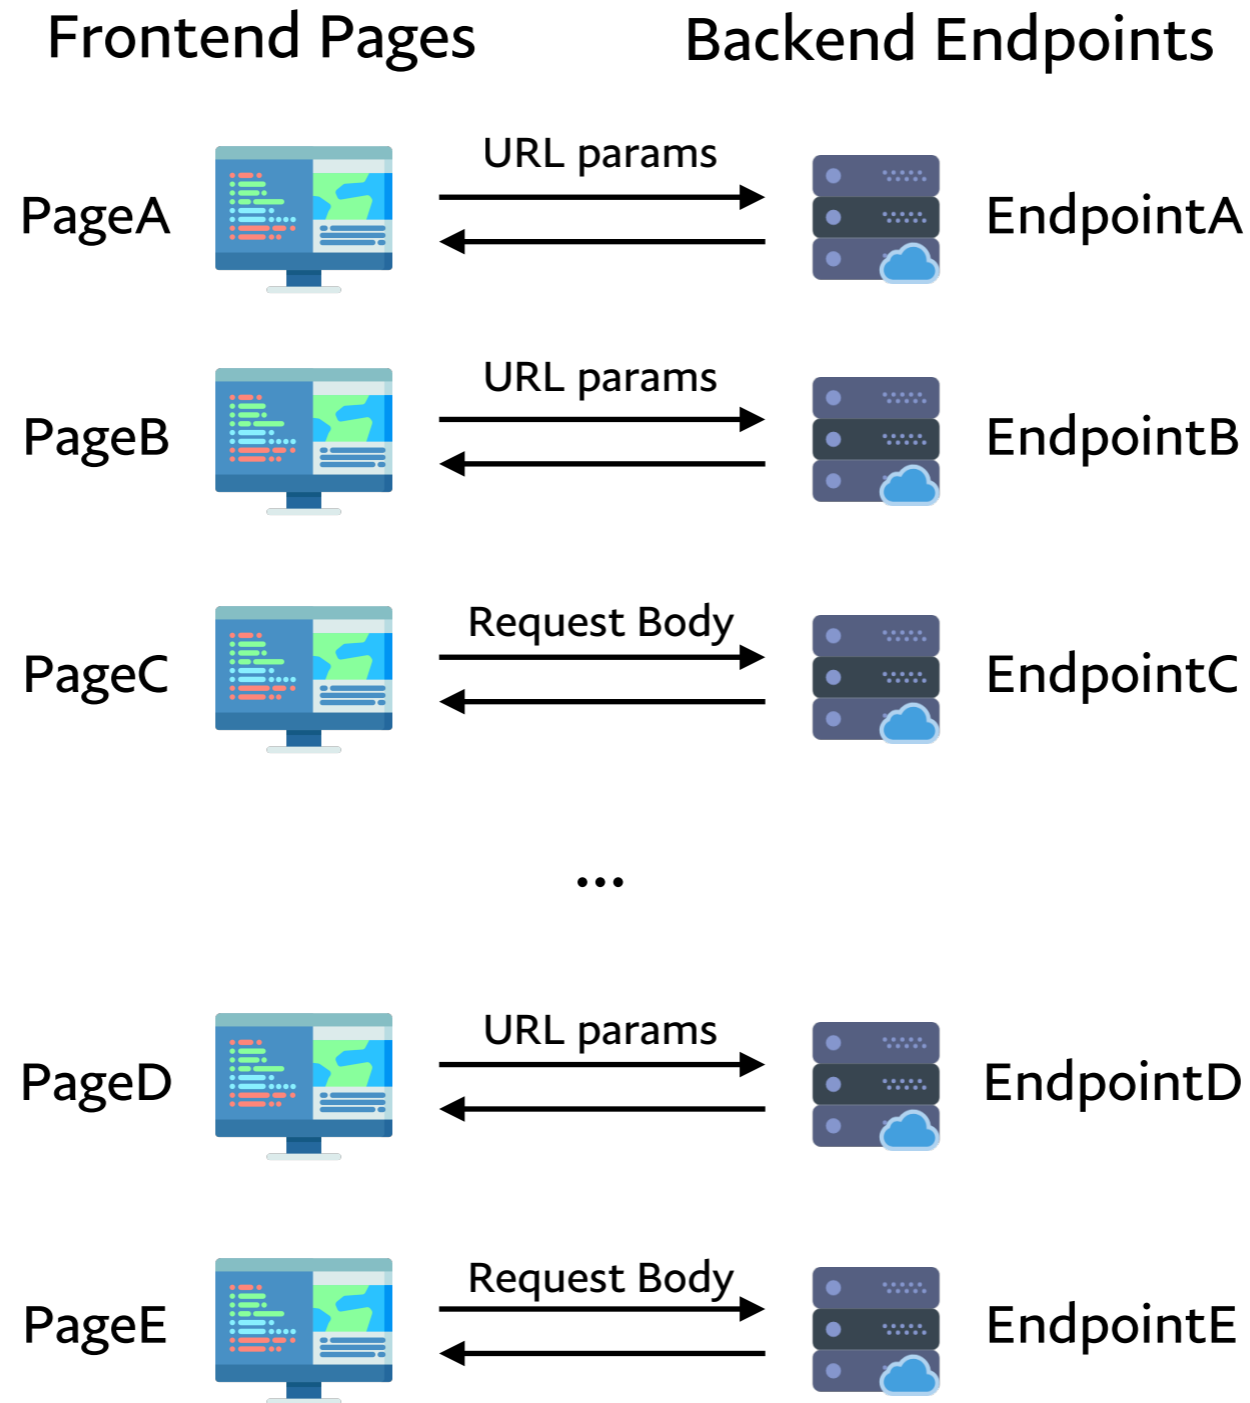 Frontend Pages
Backend Endpoints
PageA
URL params
EndpointA
PageB
URL params
EndpointB
PageC
Request Body
EndpointC
...
PageD
URL params
EndpointD
PageE
Request Body
EndpointE